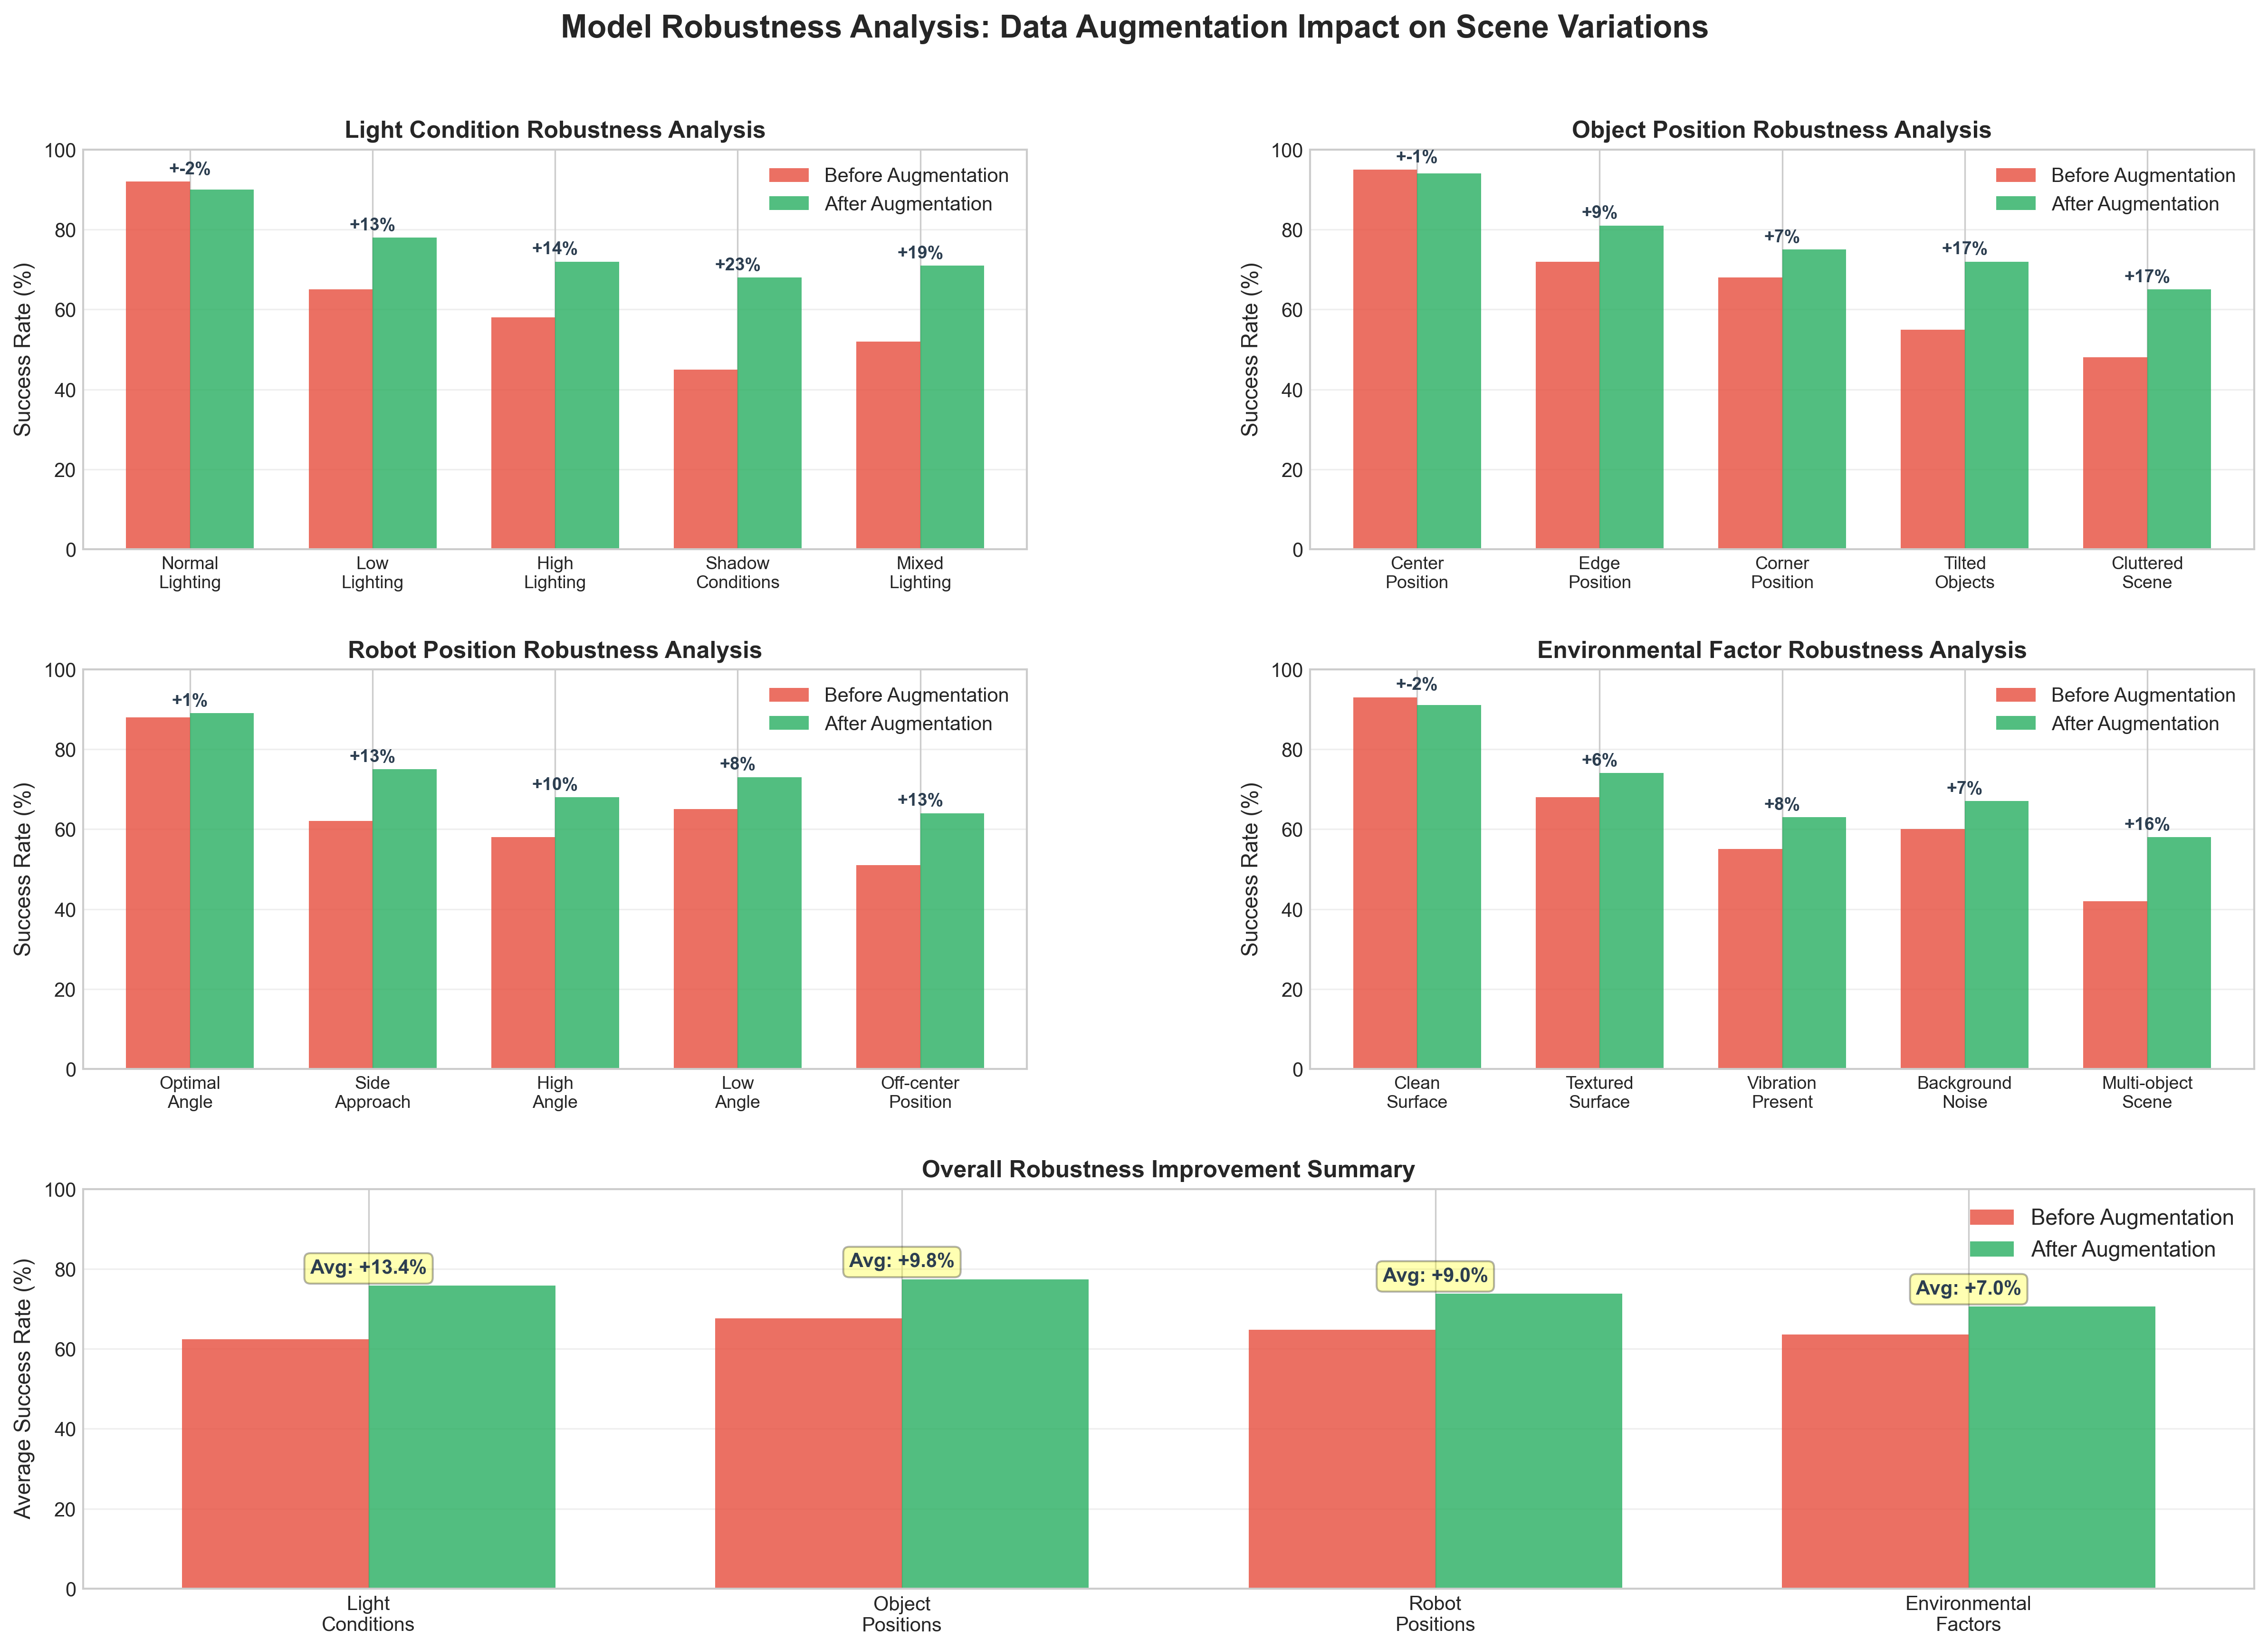 Model Robustness Analysis: Data Augmentation Impact on Scene Variations
Light Condition Robustness Analysis
Success Rate (%)
100
80
60
40
20
0
+-2%
+13%
+14%
+23%
+19%
Before Augmentation
After Augmentation
Normal
Lighting
Low
Lighting
High
Lighting
Shadow
Conditions
Mixed
Lighting
Object Position Robustness Analysis
Success Rate (%)
100
80
60
40
20
0
+-1%
+9%
+7%
+17%
+17%
Before Augmentation
After Augmentation
Center
Position
Edge
Position
Corner
Position
Tilted
Objects
Cluttered
Scene
Robot Position Robustness Analysis
Success Rate (%)
100
80
60
40
20
0
+1%
+13%
+10%
+8%
+13%
Before Augmentation
After Augmentation
Optimal
Angle
Side
Approach
High
Angle
Low
Angle
Off-center
Position
Environmental Factor Robustness Analysis
Success Rate (%)
100
80
60
40
20
0
+-2%
+6%
+8%
+7%
+16%
Before Augmentation
After Augmentation
Clean
Surface
Textured
Surface
Vibration
Present
Background
Noise
Multi-object
Scene
Overall Robustness Improvement Summary
Average Success Rate (%)
100
80
60
40
20
0
Avg: +13.4%
Avg: +9.8%
Avg: +9.0%
Avg: +7.0%
Before Augmentation
After Augmentation
Light
Conditions
Object
Positions
Robot
Positions
Environmental
Factors